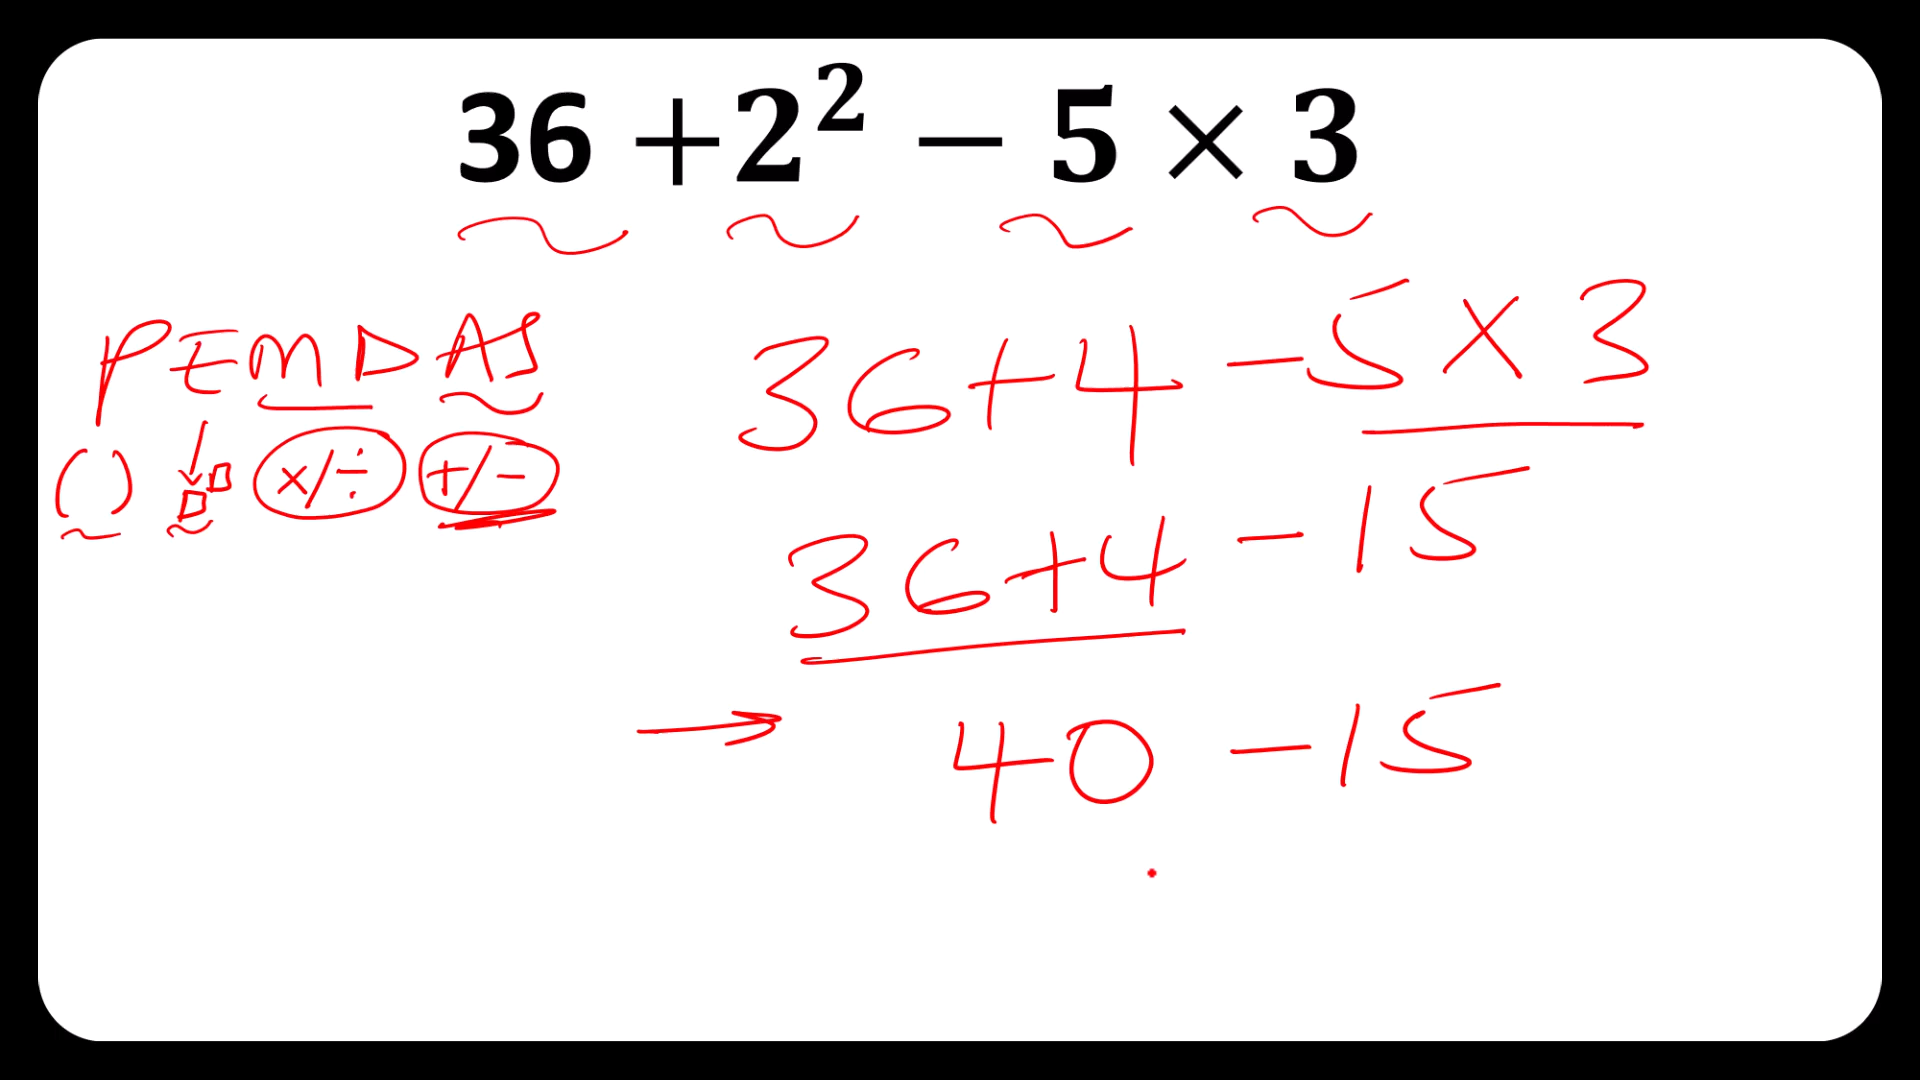 36 + 2² − 5 × 3
PEMDAS
( ) □□ ×/÷ +/−
36+4 −5×3
36+4 −15
→ 40 −15